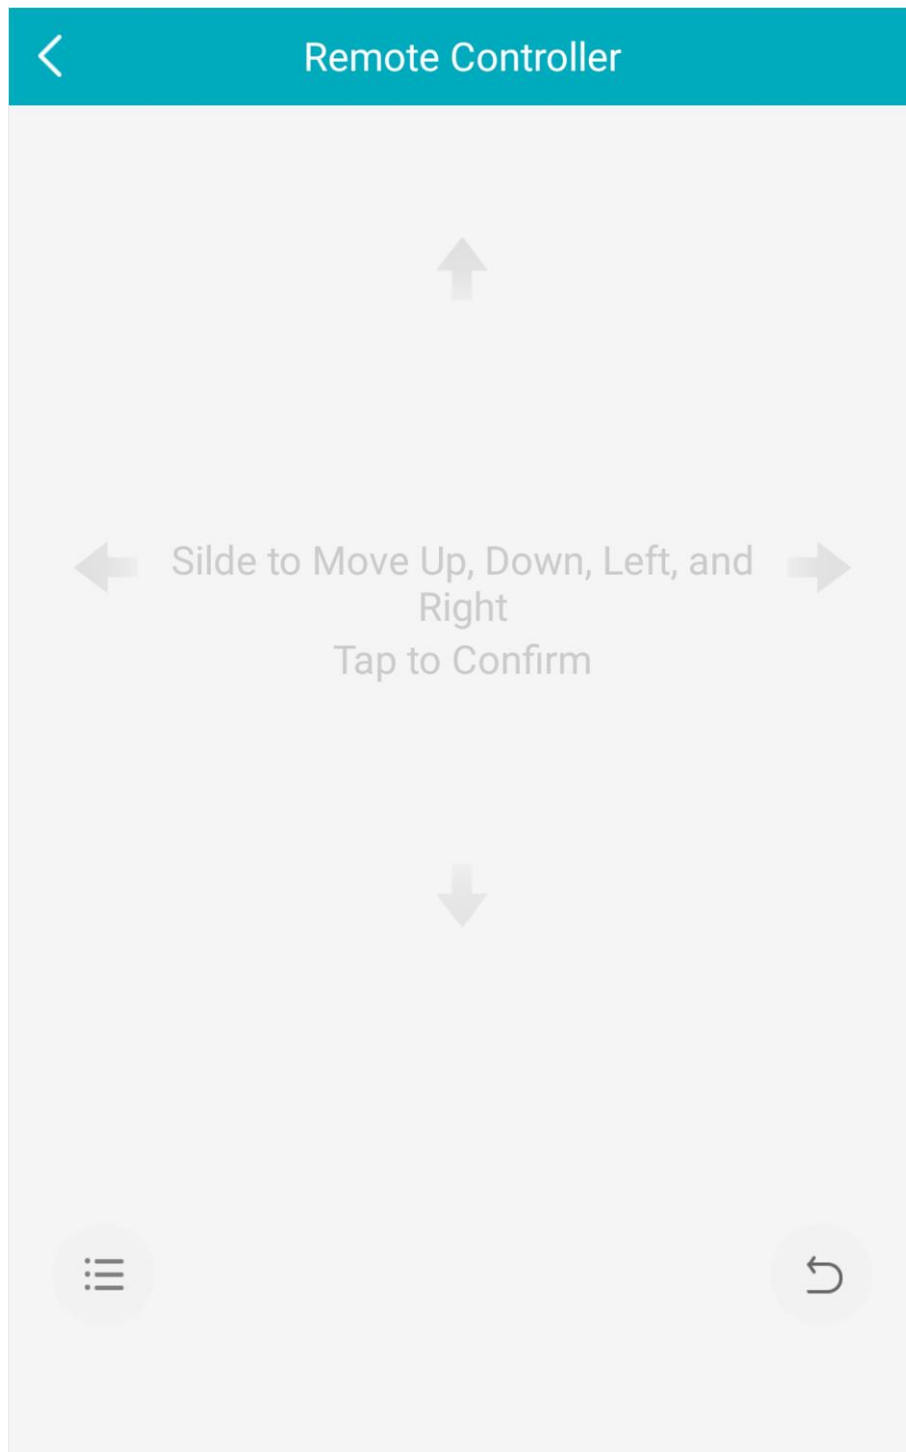 Remote Controller
Silde to Move Up, Down, Left, and
Right
Tap to Confirm